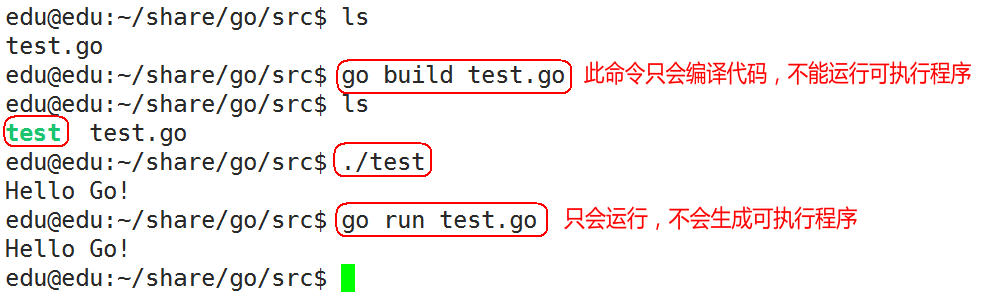 edu@edu:~/share/go/src$ ls
test.go
edu@edu:~/share/go/src$ go build test.go 此命令只会编译代码，不能运行可执行程序
edu@edu:~/share/go/src$ ls
test test.go
edu@edu:~/share/go/src$ ./test
Hello Go!
edu@edu:~/share/go/src$ go run test.go 只会运行，不会生成可执行程序
Hello Go!
edu@edu:~/share/go/src$